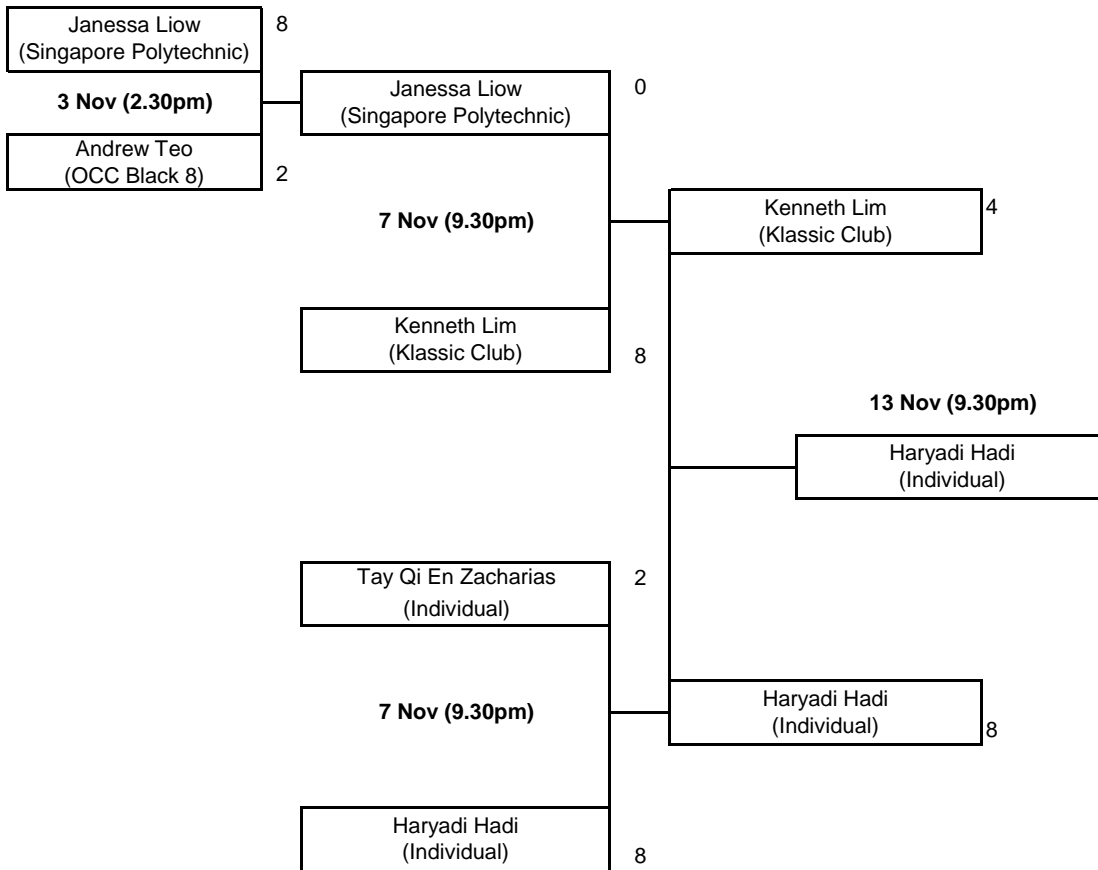 Janessa Liow
(Singapore Polytechnic)
8
3 Nov (2.30pm)
Andrew Teo
(OCC Black 8)
2
Janessa Liow
(Singapore Polytechnic)
0
7 Nov (9.30pm)
Kenneth Lim
(Klassic Club)
8
Kenneth Lim
(Klassic Club)
4
13 Nov (9.30pm)
Haryadi Hadi
(Individual)
Tay Qi En Zacharias
(Individual)
2
7 Nov (9.30pm)
Haryadi Hadi
(Individual)
8
Haryadi Hadi
(Individual)
8